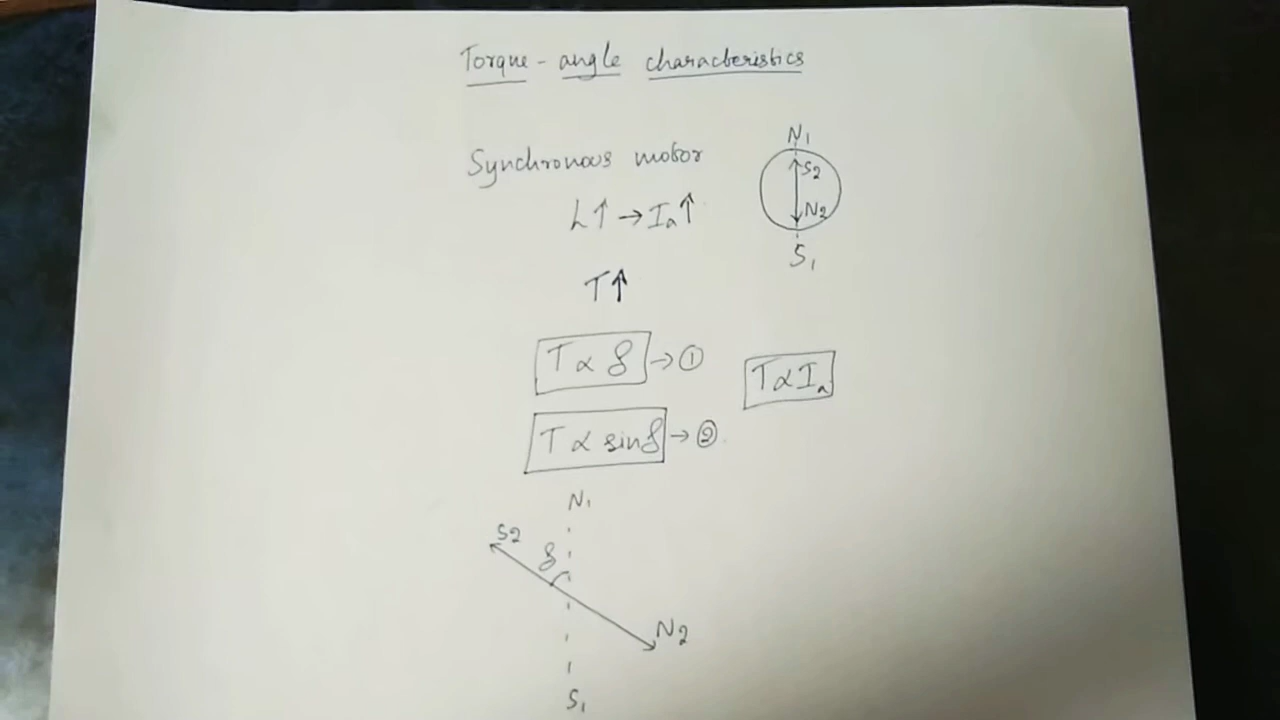 Torque - angle characteristics
Synchronous motor
N1
S2
N2
S1
L↑ → Ia↑
T↑
T ∝ δ → ①
T ∝ Ia
T ∝ sinδ → ②
N1
S2
δ
N2
S1